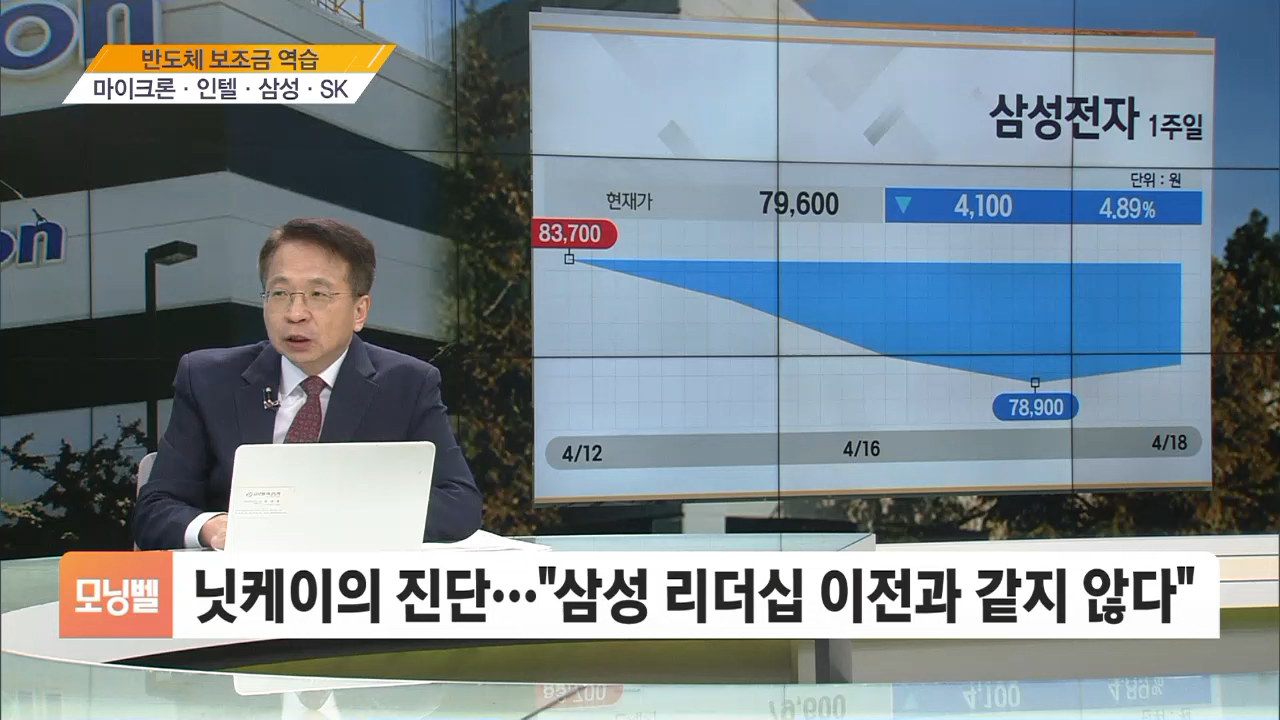 on
반도체 보조금 역습
마이크론 · 인텔 · 삼성 · SK
on
삼성전자 1주일
단위 : 원
현재가 79,600 ▼ 4,100 4.89%
83,700
78,900
4/12 4/16 4/18
모닝벨
닛케이의 진단…"삼성 리더십 이전과 같지 않다"